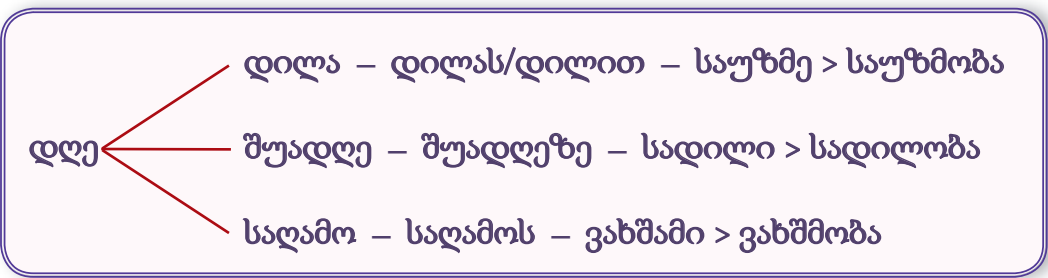 დილა – დილას/დილით – საუზმე > საუზმობა
დღე
შუადღე – შუადღეზე – სადილი > სადილობა
საღამო – საღამოს – ვახშამი > ვახშმობა